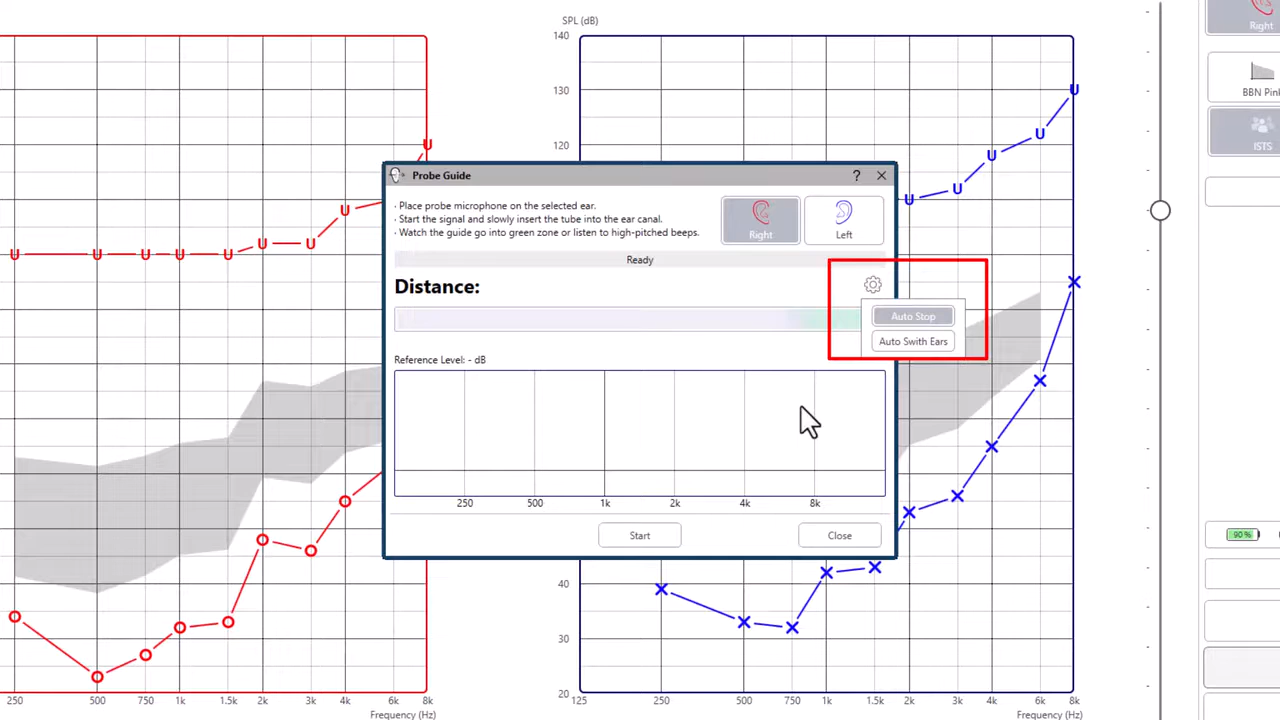 SPL (dB)
140
130
120
U
U
U
U
U
U
U
U
U
U
U
U
U
U
Probe Guide
?
· Place probe microphone on the selected ear.
· Start the signal and slowly insert the tube into the ear canal.
· Watch the guide go into green zone or listen to high-pitched beeps.
Right
Left
Ready
Distance:
Auto Stop
Auto Swith Ears
Reference Level: - dB
250
500
1k
2k
4k
8k
Start
Close
40
30
20
250
500
750
1k
1.5k
2k
3k
4k
6k
8k
Frequency (Hz)
125
250
500
750
1k
1.5k
2k
3k
4k
6k
8k
Frequency (Hz)
Right
BBN Pink
ISTS
90 %